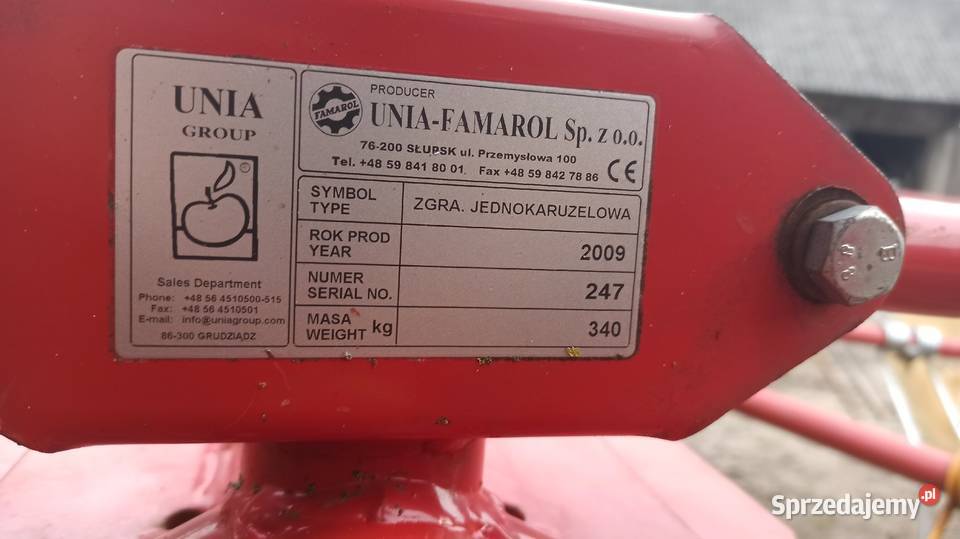 UNIA
GROUP
Sales Department
Phone: +48 56 4510500-515
Fax: +48 56 4510501
E-mail: info@uniagroup.com
86-300 GRUDZIĄDZ
FAMAROL
PRODUCER
UNIA-FAMAROL Sp. z o.o.
76-200 SŁUPSK ul. Przemysłowa 100
Tel. +48 59 841 80 01. Fax +48 59 842 78 86
CE
SYMBOL
TYPE
ZGRA. JEDNOKARUZELOWA
ROK PROD
YEAR
2009
NUMER
SERIAL NO.
247
MASA
WEIGHT kg
340
B
8 8
Sprzedajemy.pl